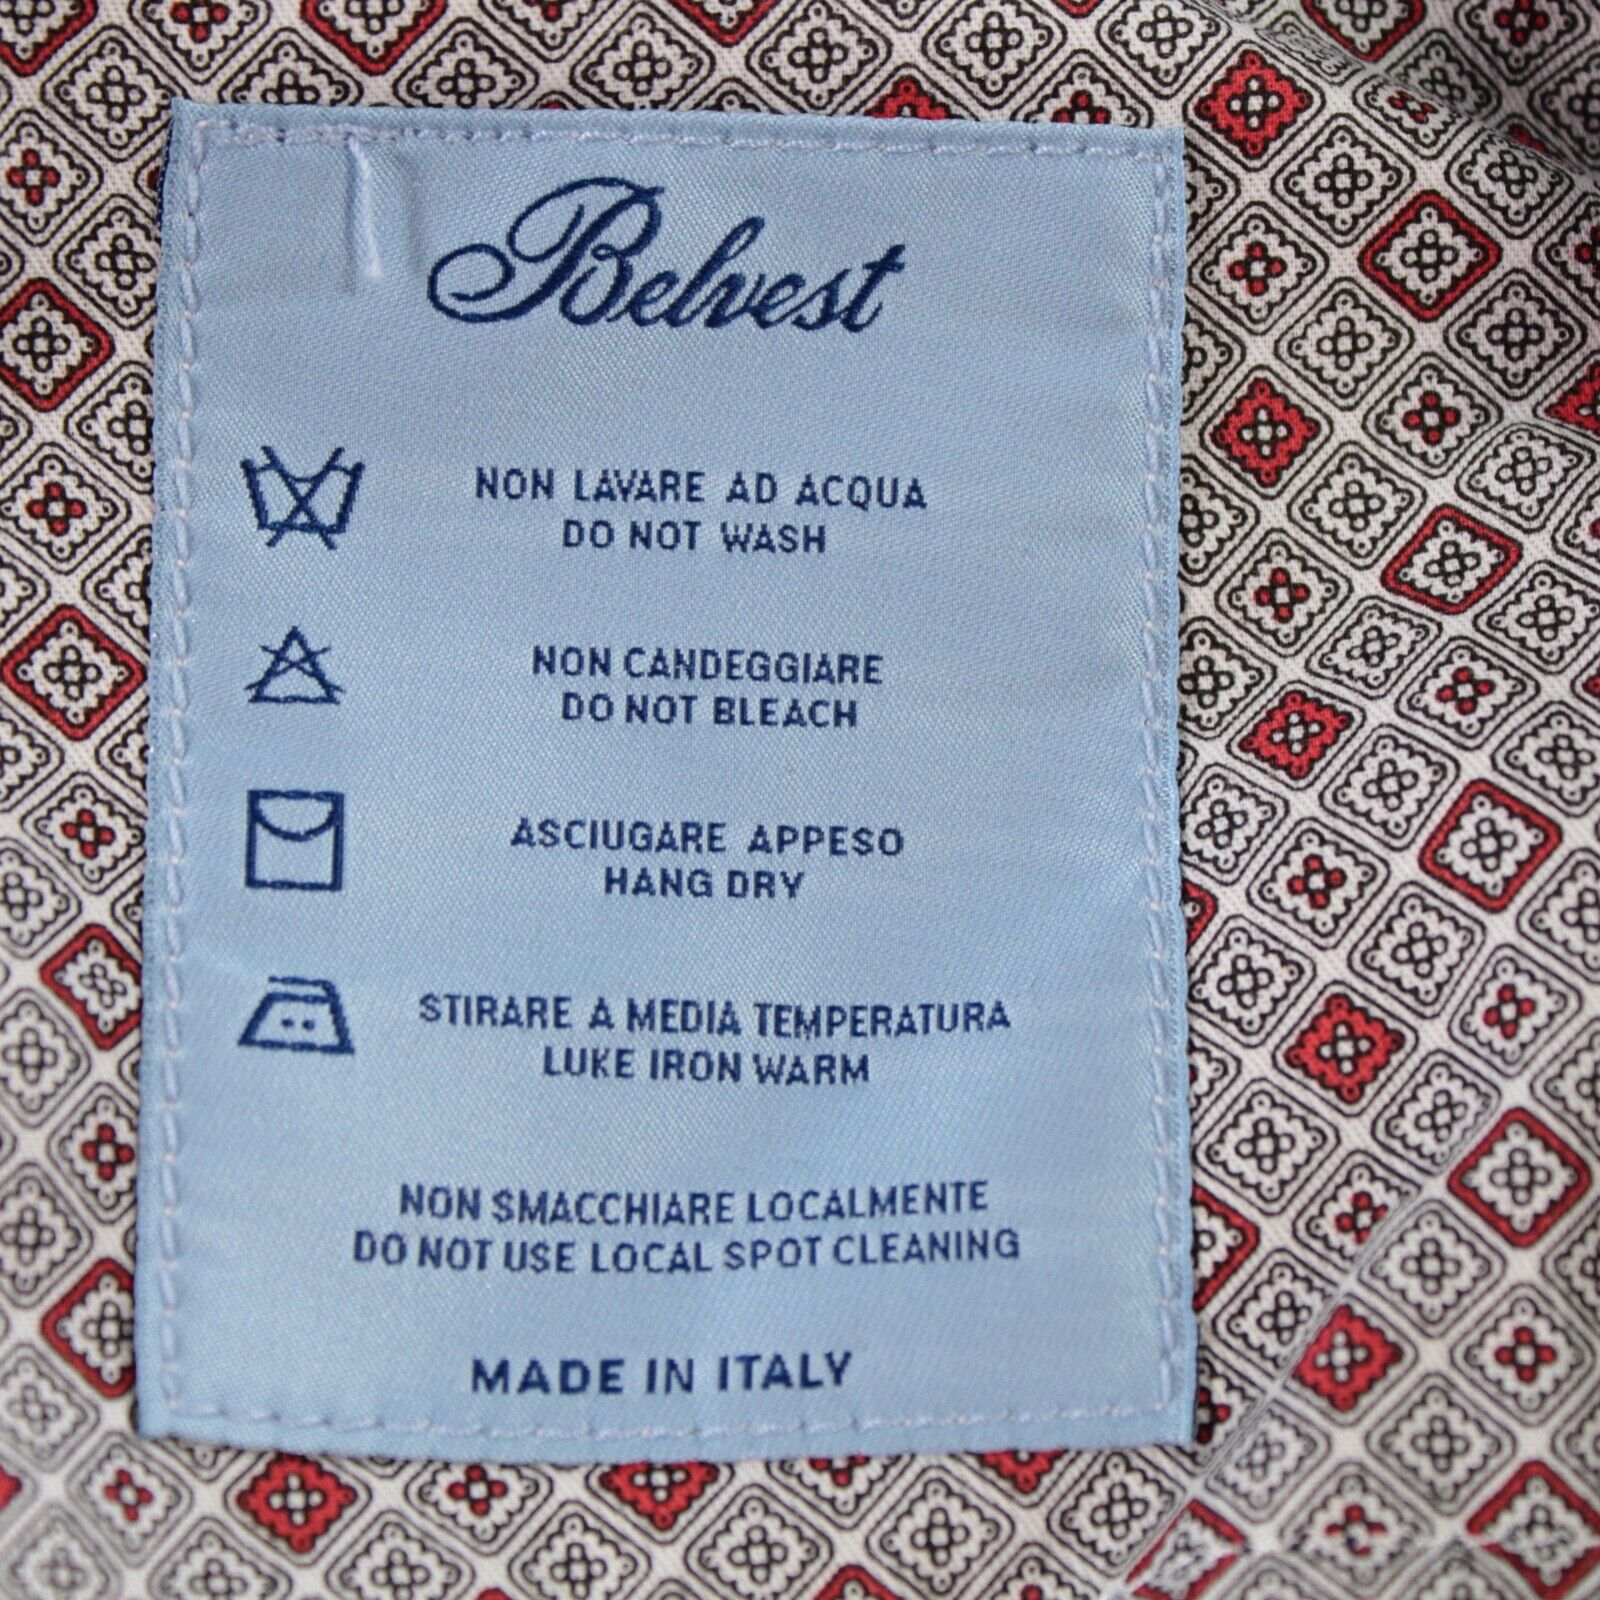 Belvest
NON LAVARE AD ACQUA
DO NOT WASH
NON CANDEGGIARE
DO NOT BLEACH
ASCIUGARE APPESO
HANG DRY
STIRARE A MEDIA TEMPERATURA
LUKE IRON WARM
NON SMACCHIARE LOCALMENTE
DO NOT USE LOCAL SPOT CLEANING
MADE IN ITALY